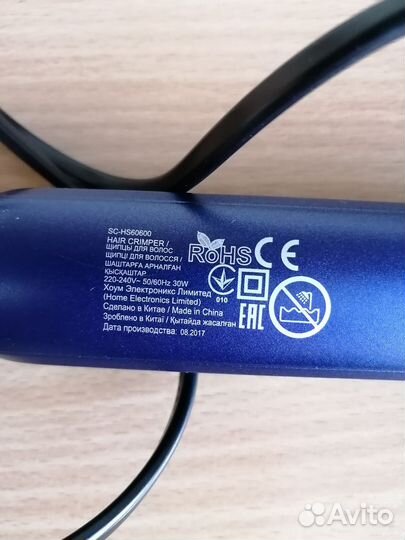 SC-HS60600
HAIR CRIMPER /
ЩИПЦЫ ДЛЯ ВОЛОС
ЩИПЦІ ДЛЯ ВОЛОССЯ /
ШАШТАРҒА АРНАЛҒАН
ҚЫСҚАШТАР
220-240V~ 50/60Hz 30W
Хоум Электроникс Лимитед
(Home Electronics Limited)
Сделано в Китае / Made in China
Зроблено в Китаї / Қытайда жасалған
Дата производства: 08.2017
RoHS CE
010
EAC
Avito